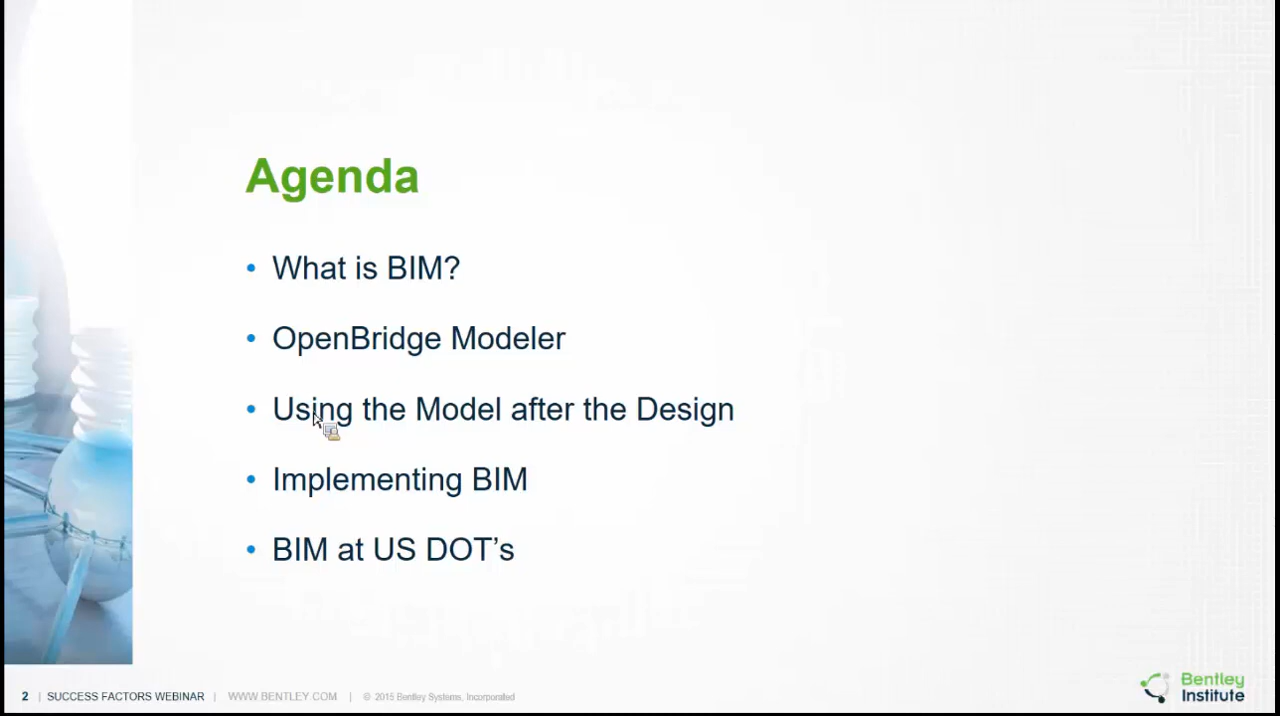 Agenda
• What is BIM?
• OpenBridge Modeler
• Using the Model after the Design
• Implementing BIM
• BIM at US DOT’s
2 | SUCCESS FACTORS WEBINAR | WWW.BENTLEY.COM | © 2015 Bentley Systems, Incorporated
Bentley
Institute